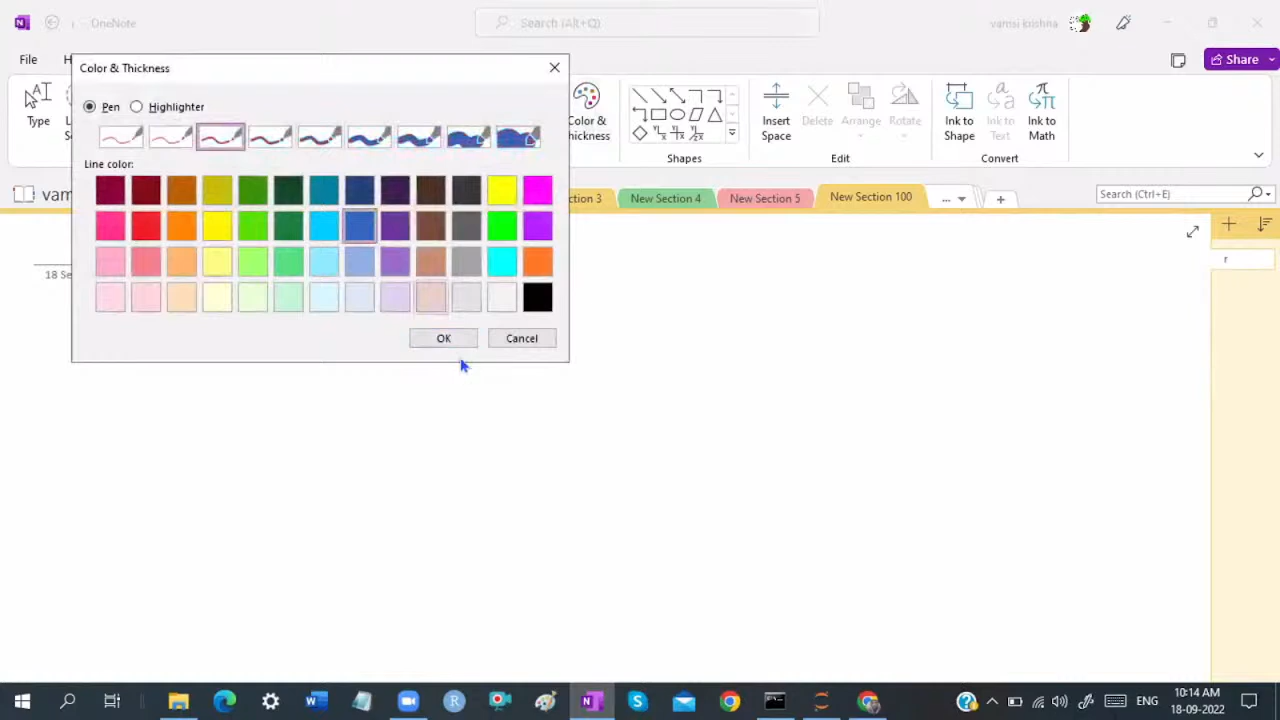 OneNote
Search (Alt+Q)
vamsi krishna
File
Share
Color & Thickness
Pen
Highlighter
Line color:
OK
Cancel
Type
Color &
Thickness
Shapes
Insert
Space
Delete
Arrange
Rotate
Edit
Ink to
Shape
Ink to
Text
Ink to
Math
Convert
New Section 4
New Section 5
New Section 100
...
Search (Ctrl+E)
r
ENG
10:14 AM
18-09-2022